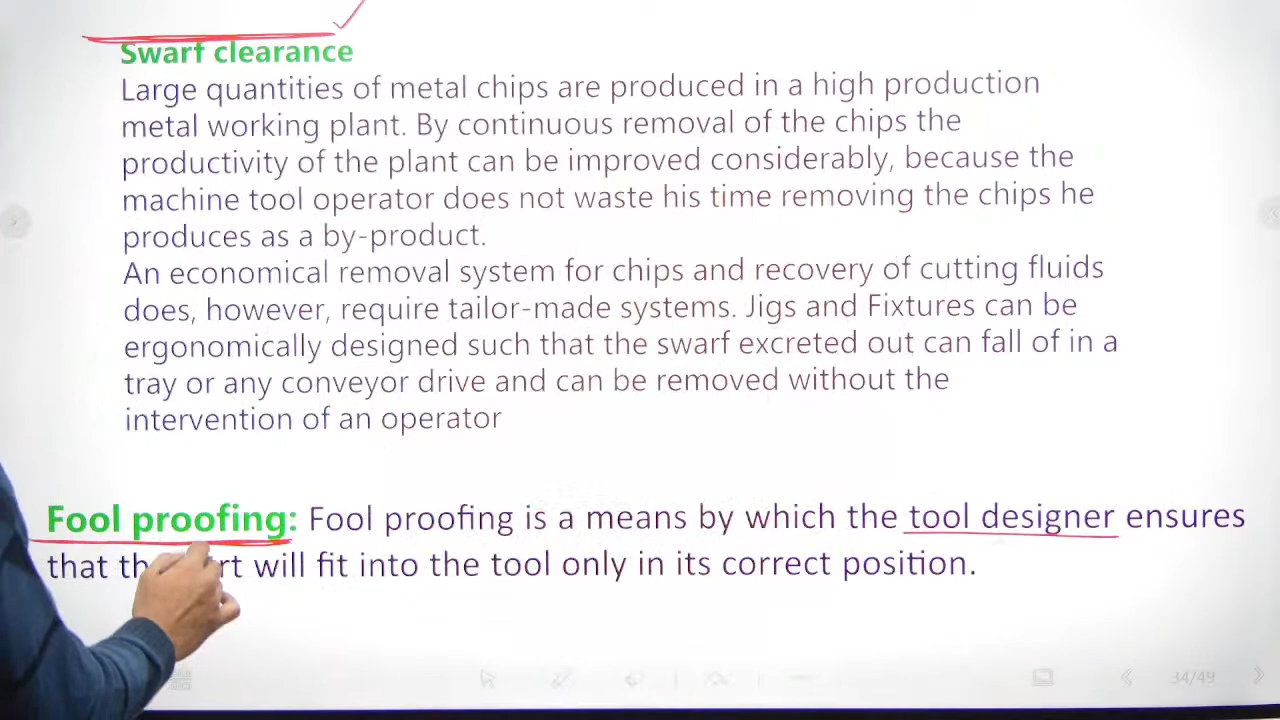 Swarf clearance
Large quantities of metal chips are produced in a high production
metal working plant. By continuous removal of the chips the
productivity of the plant can be improved considerably, because the
machine tool operator does not waste his time removing the chips he
produces as a by-product.
An economical removal system for chips and recovery of cutting fluids
does, however, require tailor-made systems. Jigs and Fixtures can be
ergonomically designed such that the swarf excreted out can fall of in a
tray or any conveyor drive and can be removed without the
intervention of an operator
Fool proofing: Fool proofing is a means by which the tool designer ensures
that will fit into the tool only in its correct position.
34/49